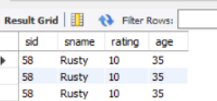 Result Grid Filter Rows:
sid sname rating age
58 Rusty 10 35
58 Rusty 10 35
58 Rusty 10 35